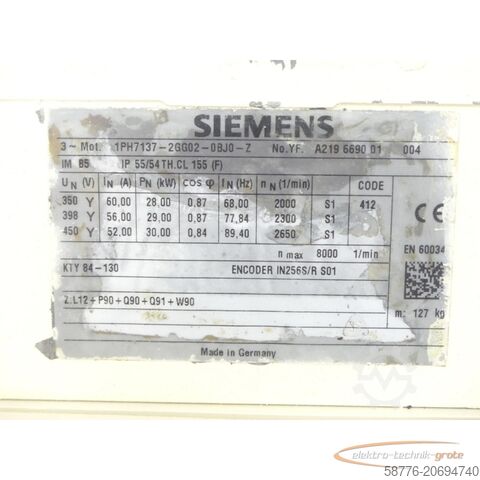 SIEMENS
3~ Mot. 1PH7137-2GG02-0BJ0-Z No.YF. A219 6690 01 004
IM B5 IP 55/54 TH.CL 155 (F)
U N (V) I N (A) P N (kW) cos φ f N (Hz) n N (1/min) CODE
350 Y 60,00 28.00 0,87 68,00 2000 S1 412
398 Y 56,00 29.00 0,87 77,84 2300 S1
450 Y 52,00 30.00 0,84 89,40 2650 S1
CE
n max 8000 1/min
EN 60034
KTY 84-130 ENCODER IN256S/R S01
Z:L12+P90+Q90+Q91+W90
m: 127 kg
Made in Germany
elektro-technik-grote
58776-20694740